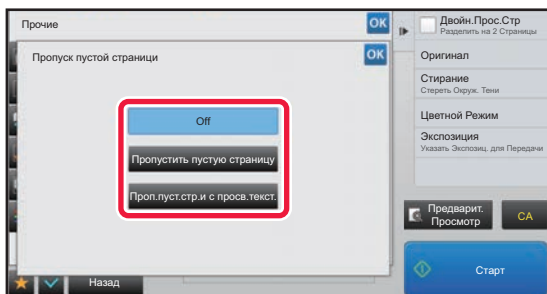 Прочие
OK
Пропуск пустой страници
OK
Off
Пропустить пустую страницу
Проп.пуст.стр.и с просв.текст.
Назад
Двойн.Прос.Стр
Разделить на 2 Страницы
Оригинал
Стирание
Стереть Окруж. Тени
Цветной Режим
Экспозиция
Указать Экспозиц. для Передачи
Предварит.
Просмотр
CA
Старт